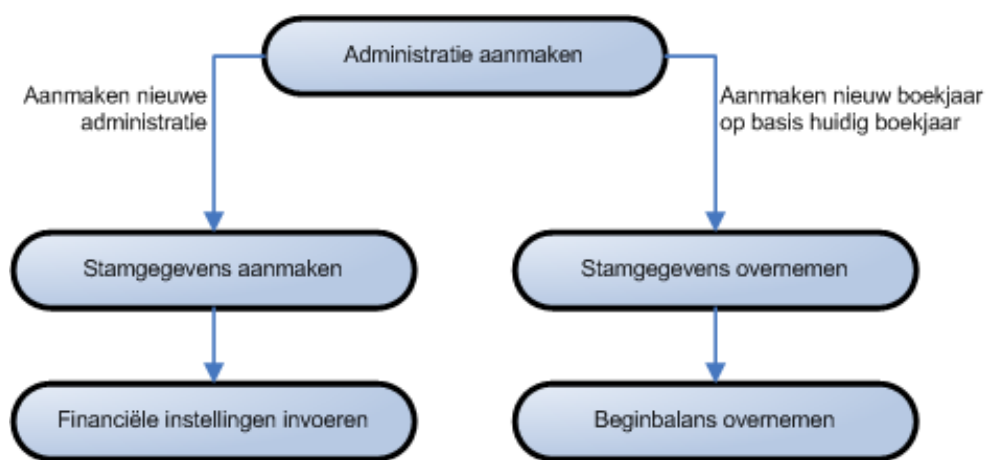 Administratie aanmaken
Aanmaken nieuwe
administratie
Aanmaken nieuw boekjaar
op basis huidig boekjaar
Stamgegevens aanmaken
Stamgegevens overnemen
Financiële instellingen invoeren
Beginbalans overnemen